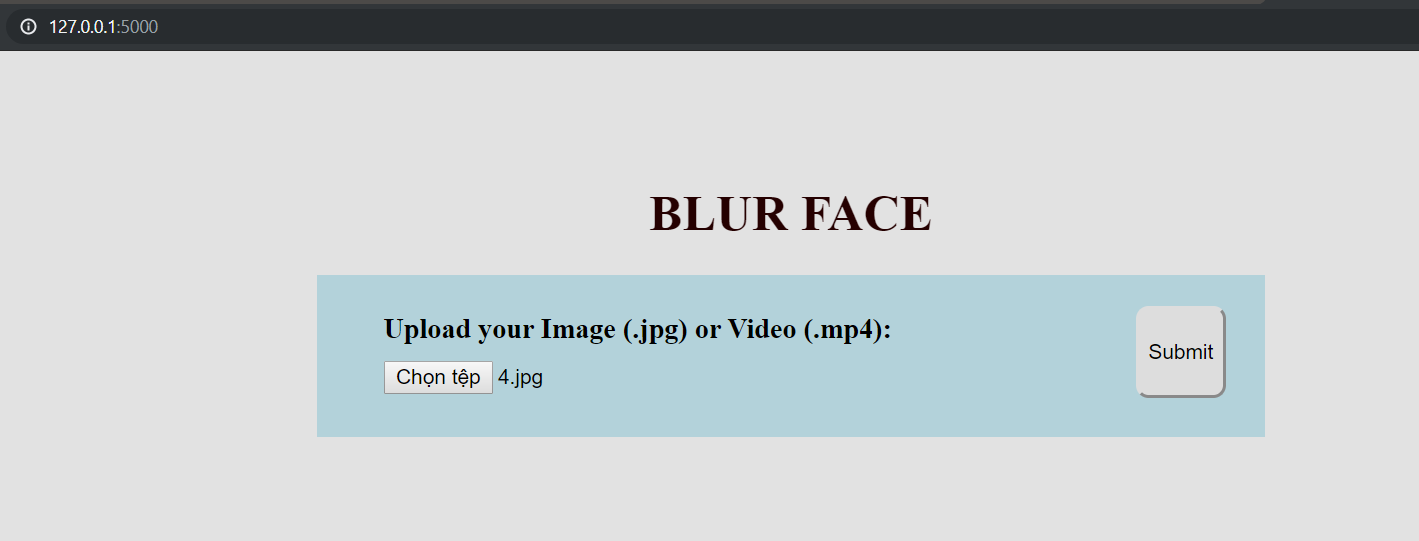 127.0.0.1:5000
BLUR FACE
Upload your Image (.jpg) or Video (.mp4):
Chọn tệp 4.jpg
Submit